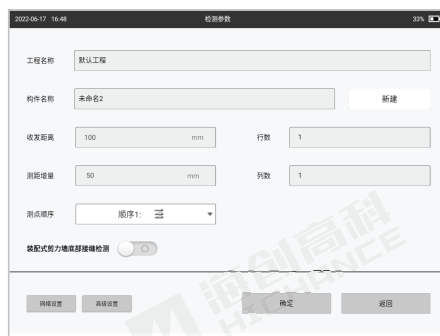 2022-06-17 16:48 检测参数 33%
工程名称 默认工程
构件名称 未命名2 新建
收发距离 100 mm 行数 1
测距增量 50 mm 列数 1
测点顺序 顺序1:
装配式剪力墙底部接缝检测
网络设置 高级设置 确定 返回
海创高科
HICHANCE